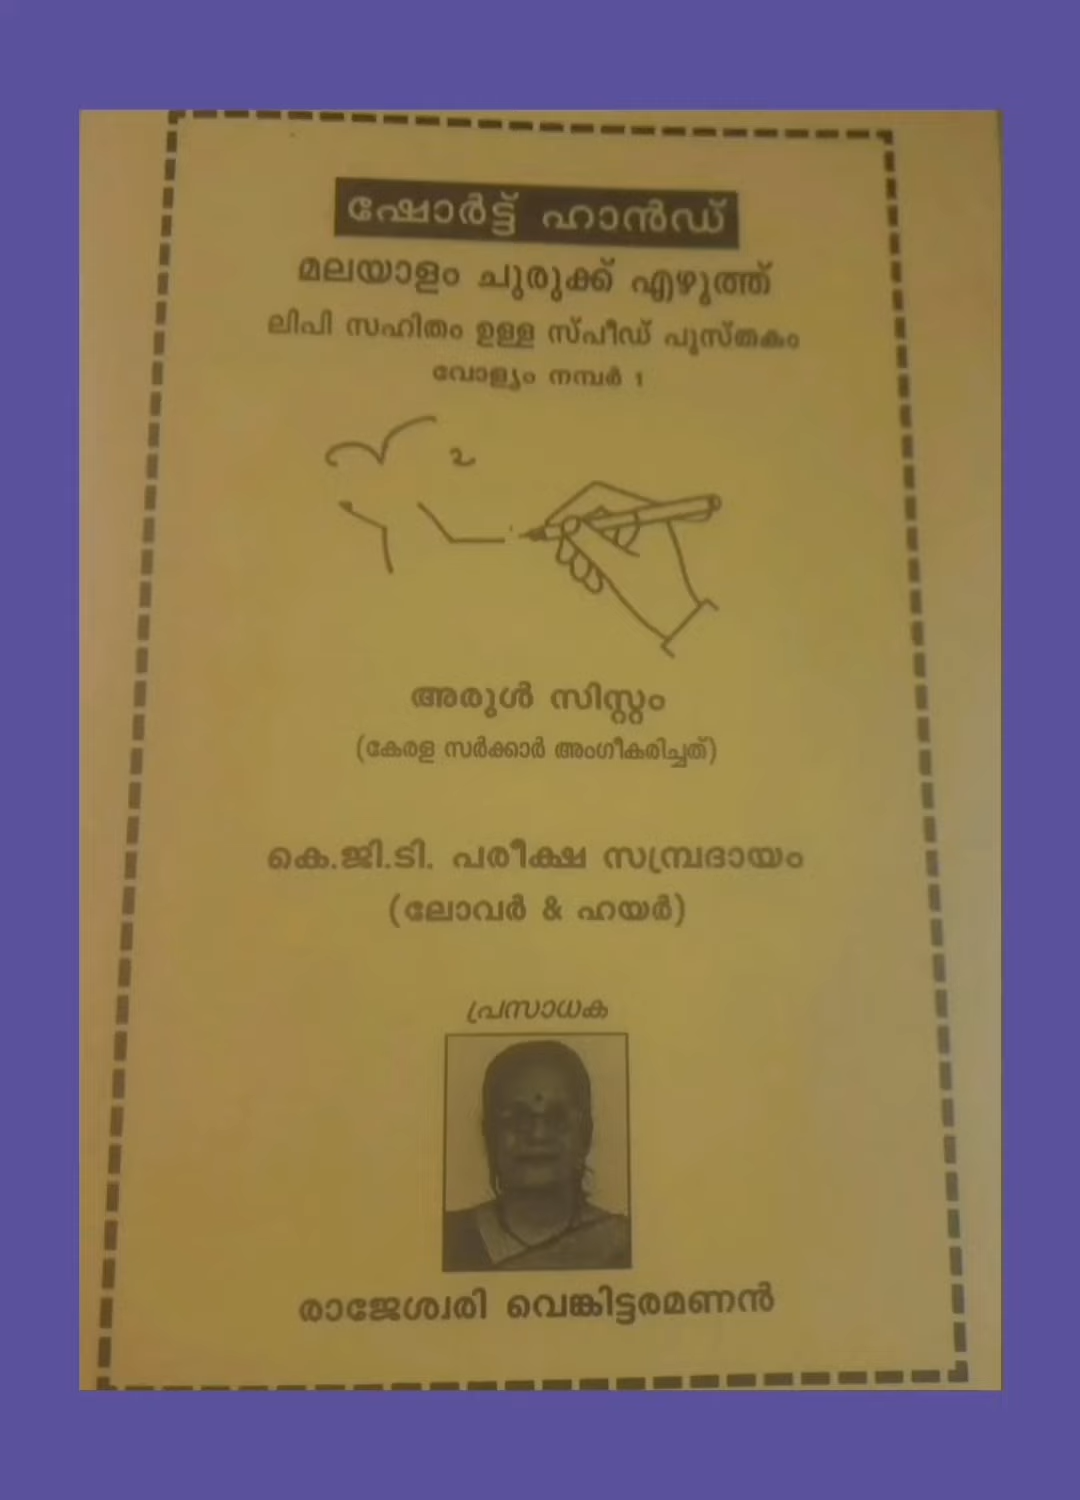 ഷോർട്ട് ഹാൻഡ്
മലയാളം ചുരുക്ക് എഴുത്ത്
ലിപി സഹിതം ഉള്ള സ്പീഡ് പുസ്തകം
വോള്യം നമ്പർ 1
അരുൾ സിസ്റ്റം
(കേരള സർക്കാർ അംഗീകരിച്ചത്)
കെ.ജി.ടി. പരീക്ഷ സമ്പ്രദായം
(ലോവർ & ഹയർ)
പ്രസാധക
രാജേശ്വരി വെങ്കിട്ടരമണൻ